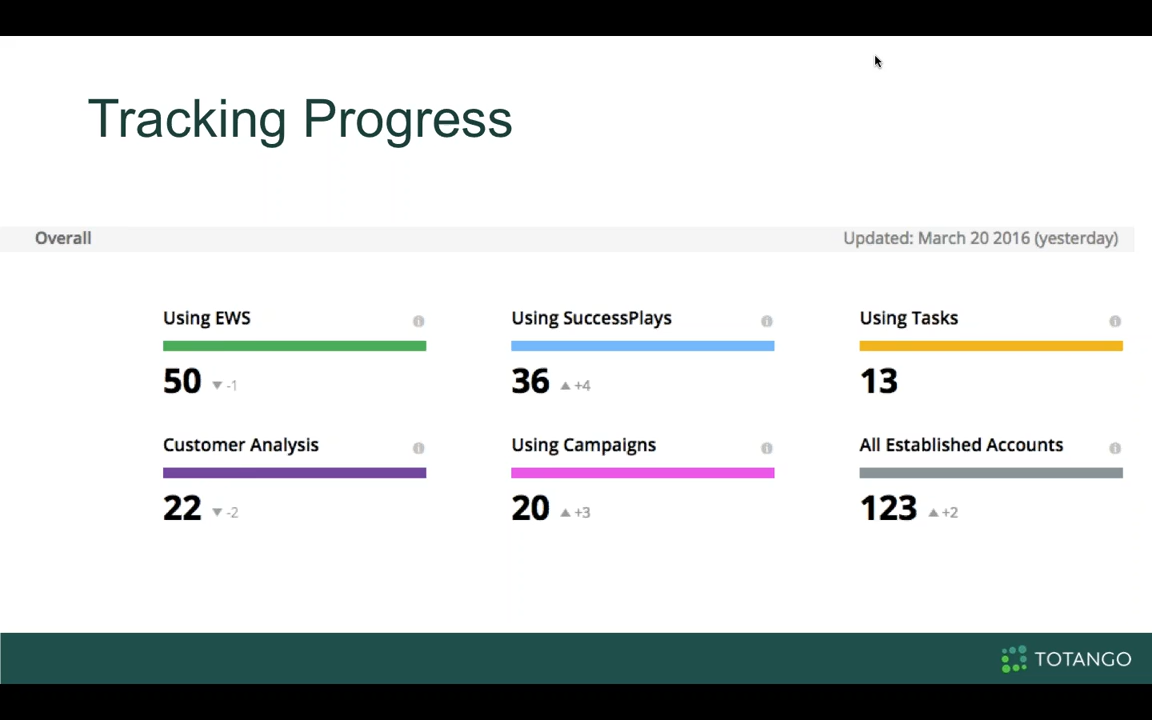 Tracking Progress
Overall
Updated: March 20 2016 (yesterday)
Using EWS
Using SuccessPlays
Using Tasks
50 ▼ -1
36 ▲ +4
13
Customer Analysis
Using Campaigns
All Established Accounts
22 ▼ -2
20 ▲ +3
123 ▲ +2
TOTANGO